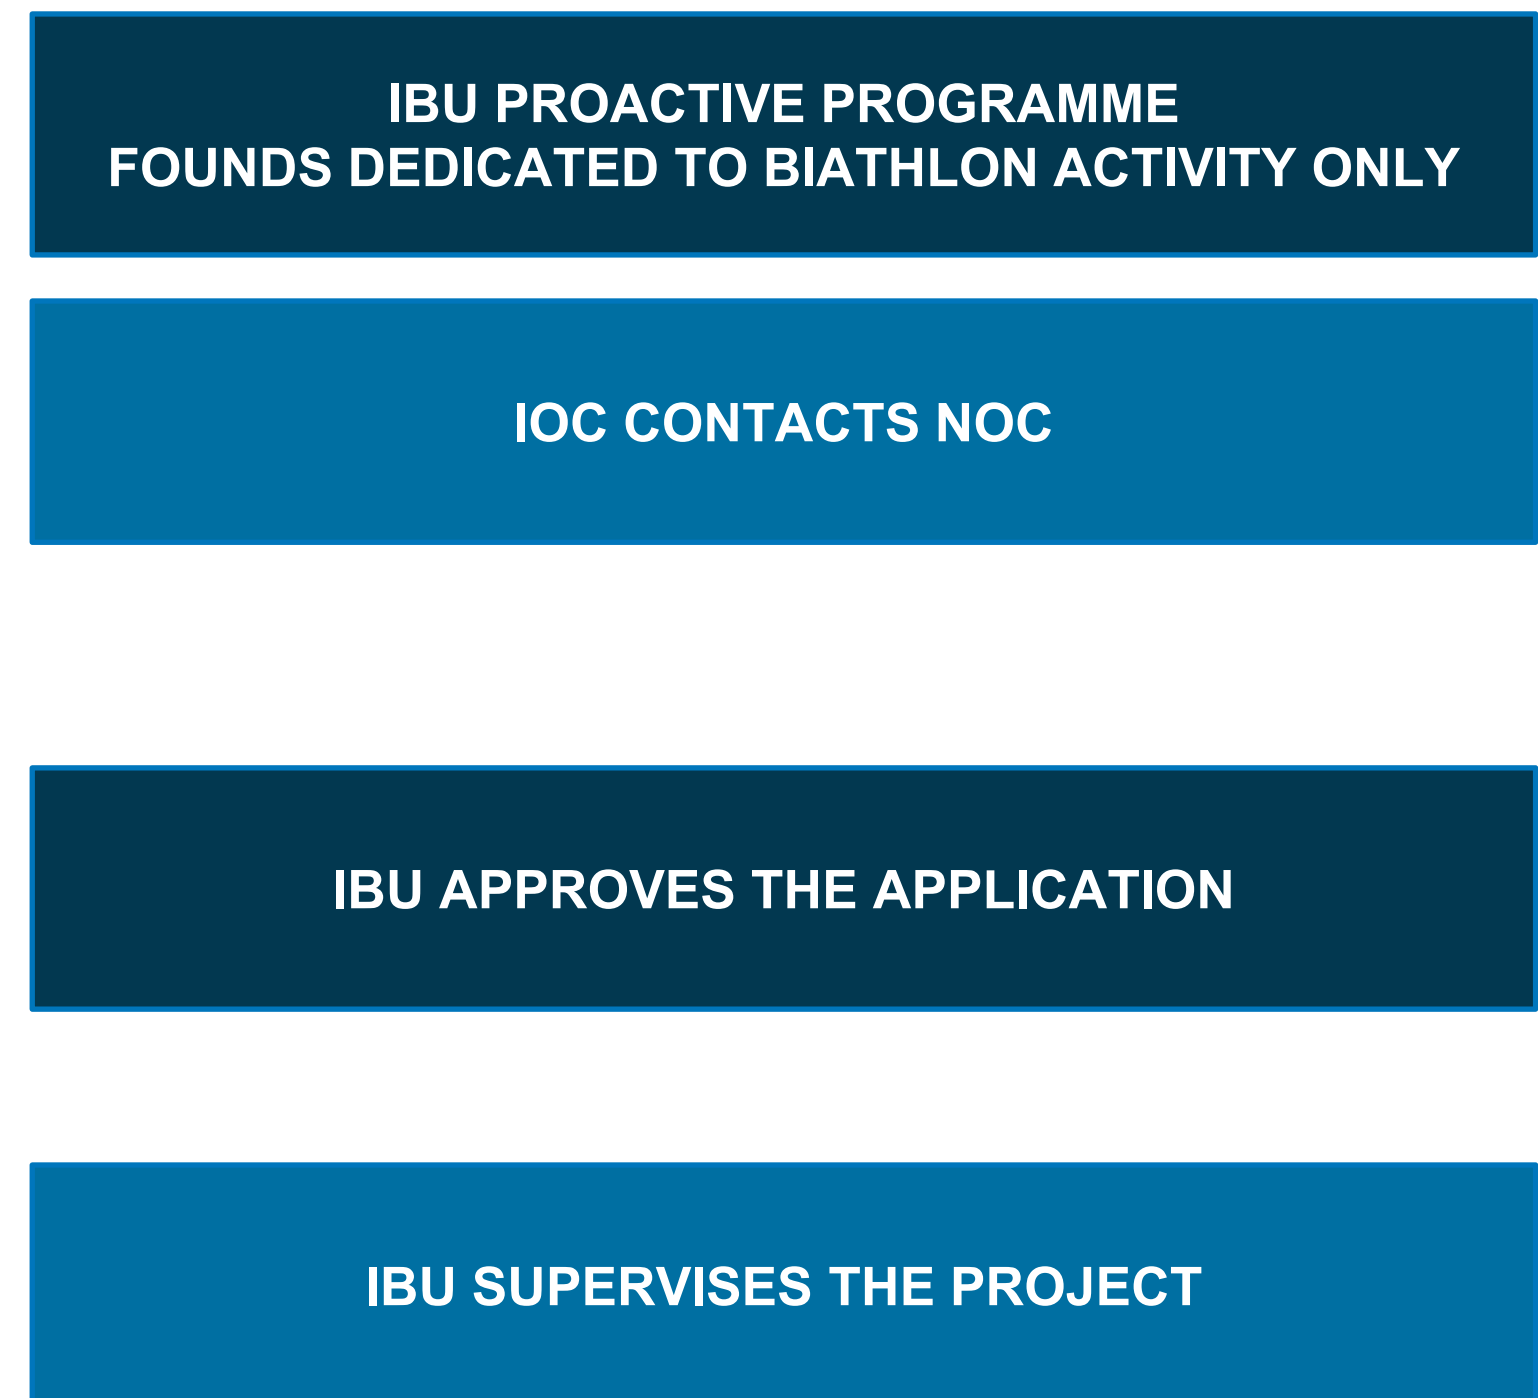 IBU PROACTIVE PROGRAMME
FOUNDS DEDICATED TO BIATHLON ACTIVITY ONLY
IOC CONTACTS NOC
IBU APPROVES THE APPLICATION
IBU SUPERVISES THE PROJECT